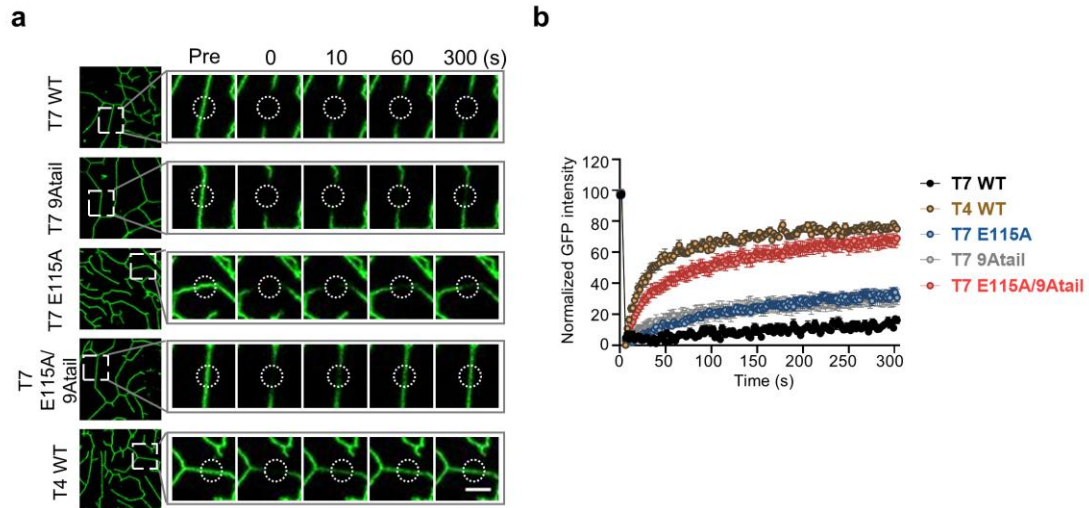 a
Pre 0 10 60 300 (s)
T7 WT
T7 9Atail
T7 E115A
T7
E115A/
9Atail
T4 WT
b
Normalized GFP intensity
120
100
80
60
40
20
0
0 50 100 150 200 250 300
Time (s)
T7 WT
T4 WT
T7 E115A
T7 9Atail
T7 E115A/9Atail